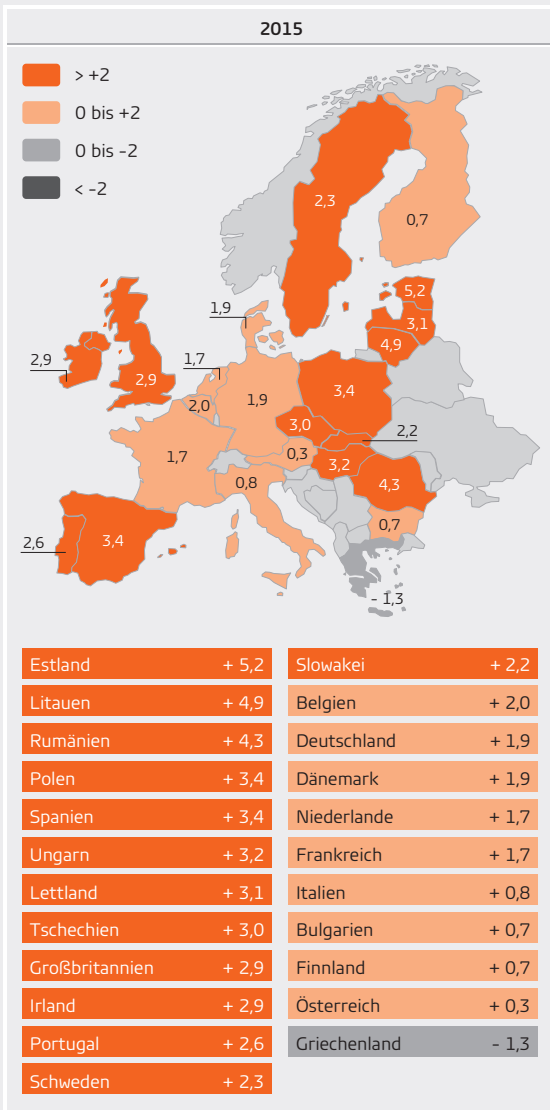 2015
> +2
0 bis +2
0 bis -2
< -2
2,3
0,7
5,2
1,9
3,1
4,9
2,9
1,7
2,9
2,0
1,9
3,4
3,0
2,2
1,7
0,3
3,2
0,8
4,3
0,7
2,6
3,4
- 1,3
Estland + 5,2
Litauen + 4,9
Rumänien + 4,3
Polen + 3,4
Spanien + 3,4
Ungarn + 3,2
Lettland + 3,1
Tschechien + 3,0
Großbritannien + 2,9
Irland + 2,9
Portugal + 2,6
Schweden + 2,3
Slowakei + 2,2
Belgien + 2,0
Deutschland + 1,9
Dänemark + 1,9
Niederlande + 1,7
Frankreich + 1,7
Italien + 0,8
Bulgarien + 0,7
Finnland + 0,7
Österreich + 0,3
Griechenland - 1,3